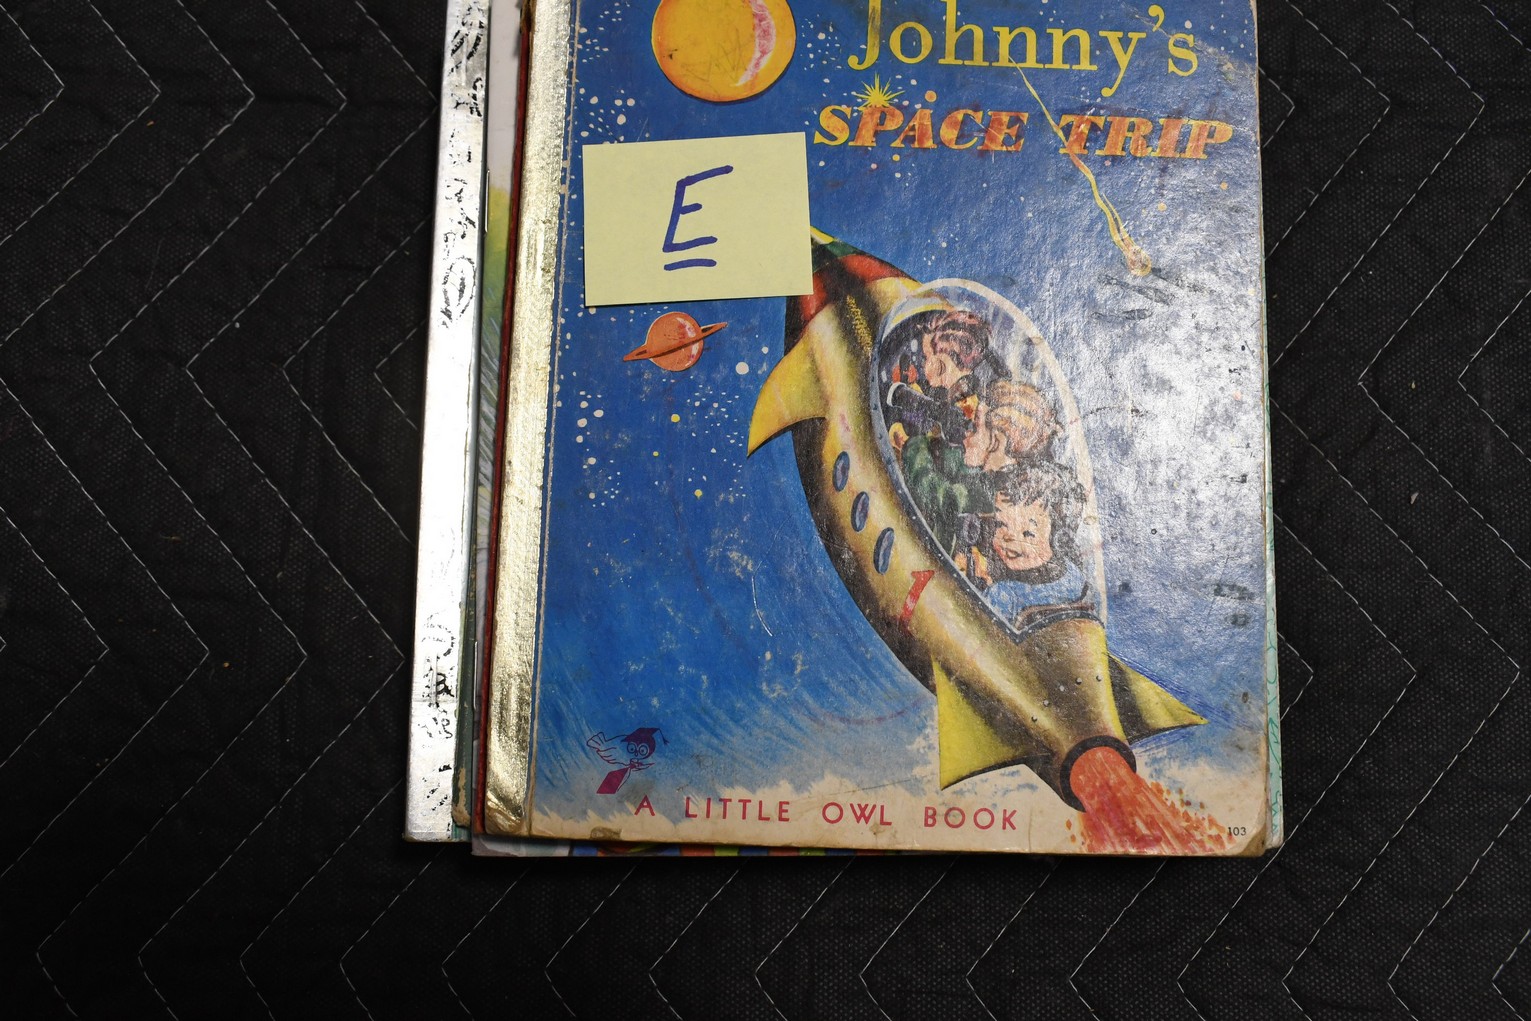 Johnny's
SPACE TRIP
E
1
A LITTLE OWL BOOK
103